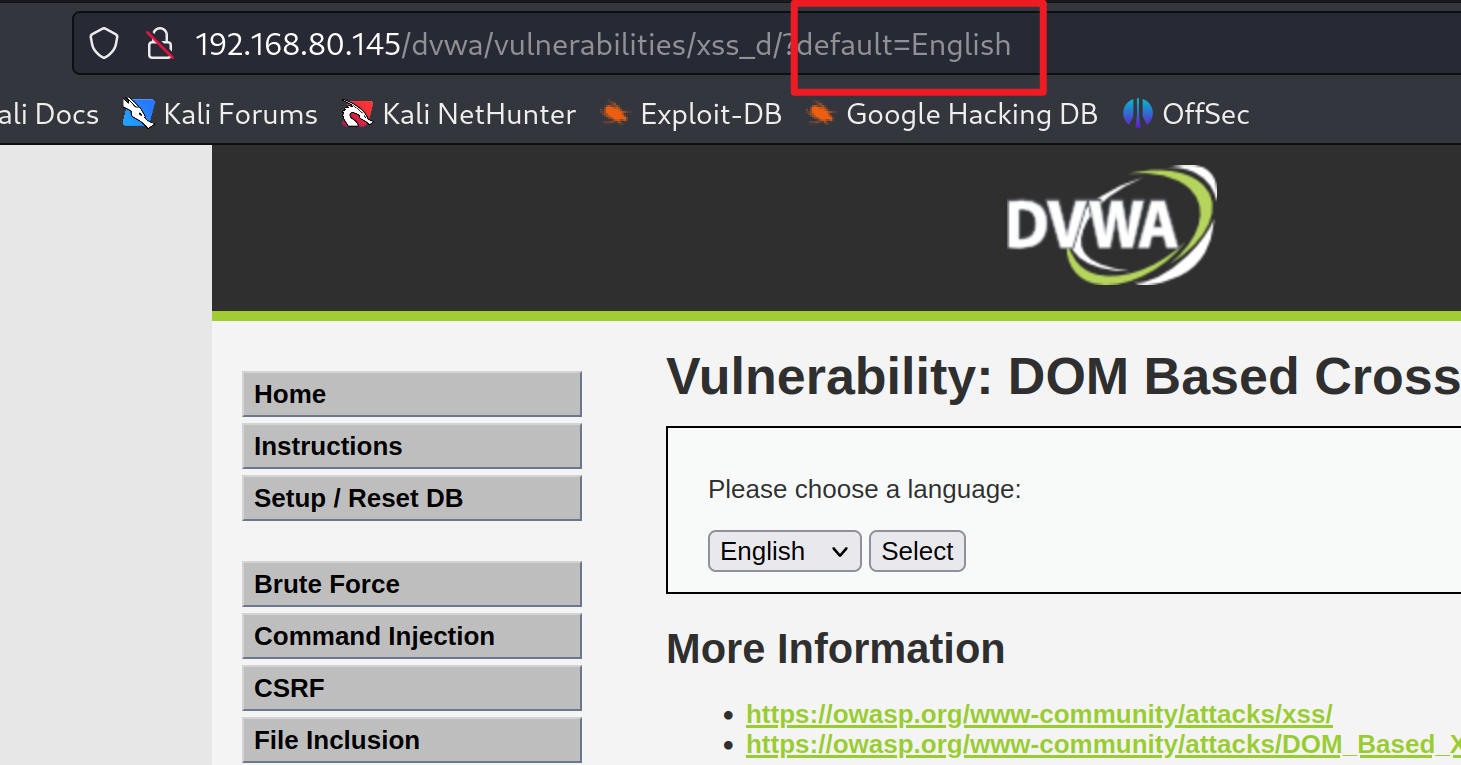 192.168.80.145/dvwa/vulnerabilities/xss_d/?default=English
ali Docs Kali Forums Kali NetHunter Exploit-DB Google Hacking DB OffSec
DVWA
Home
Instructions
Setup / Reset DB
Brute Force
Command Injection
CSRF
File Inclusion
Vulnerability: DOM Based Cross
Please choose a language:
English Select
More Information
https://owasp.org/www-community/attacks/xss/
https://owasp.org/www-community/attacks/DOM_Based_X